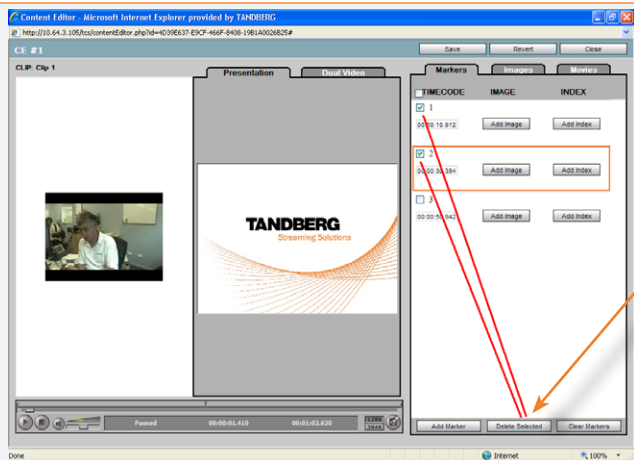 Content Editor - Microsoft Internet Explorer provided by TANDBERG
http://10.64.3.105/tcs/contentEditor.php?id=4D39E637-E9CF-466F-8408-19B1A0026B25#
CE #1
Save Revert Close
CLIP: Clip 1
Presentation Dual Video
Markers Images Movies
TIMECODE IMAGE INDEX
1
00:00:10.812 Add Image Add Index
2
00:00:30.394 Add Image Add Index
3
00:00:50.942 Add Image Add Index
TANDBERG
Streaming Solutions
Paused 00:00:01.410 00:01:03.620
Add Marker Delete Selected Clear Markers
Done Internet 100%